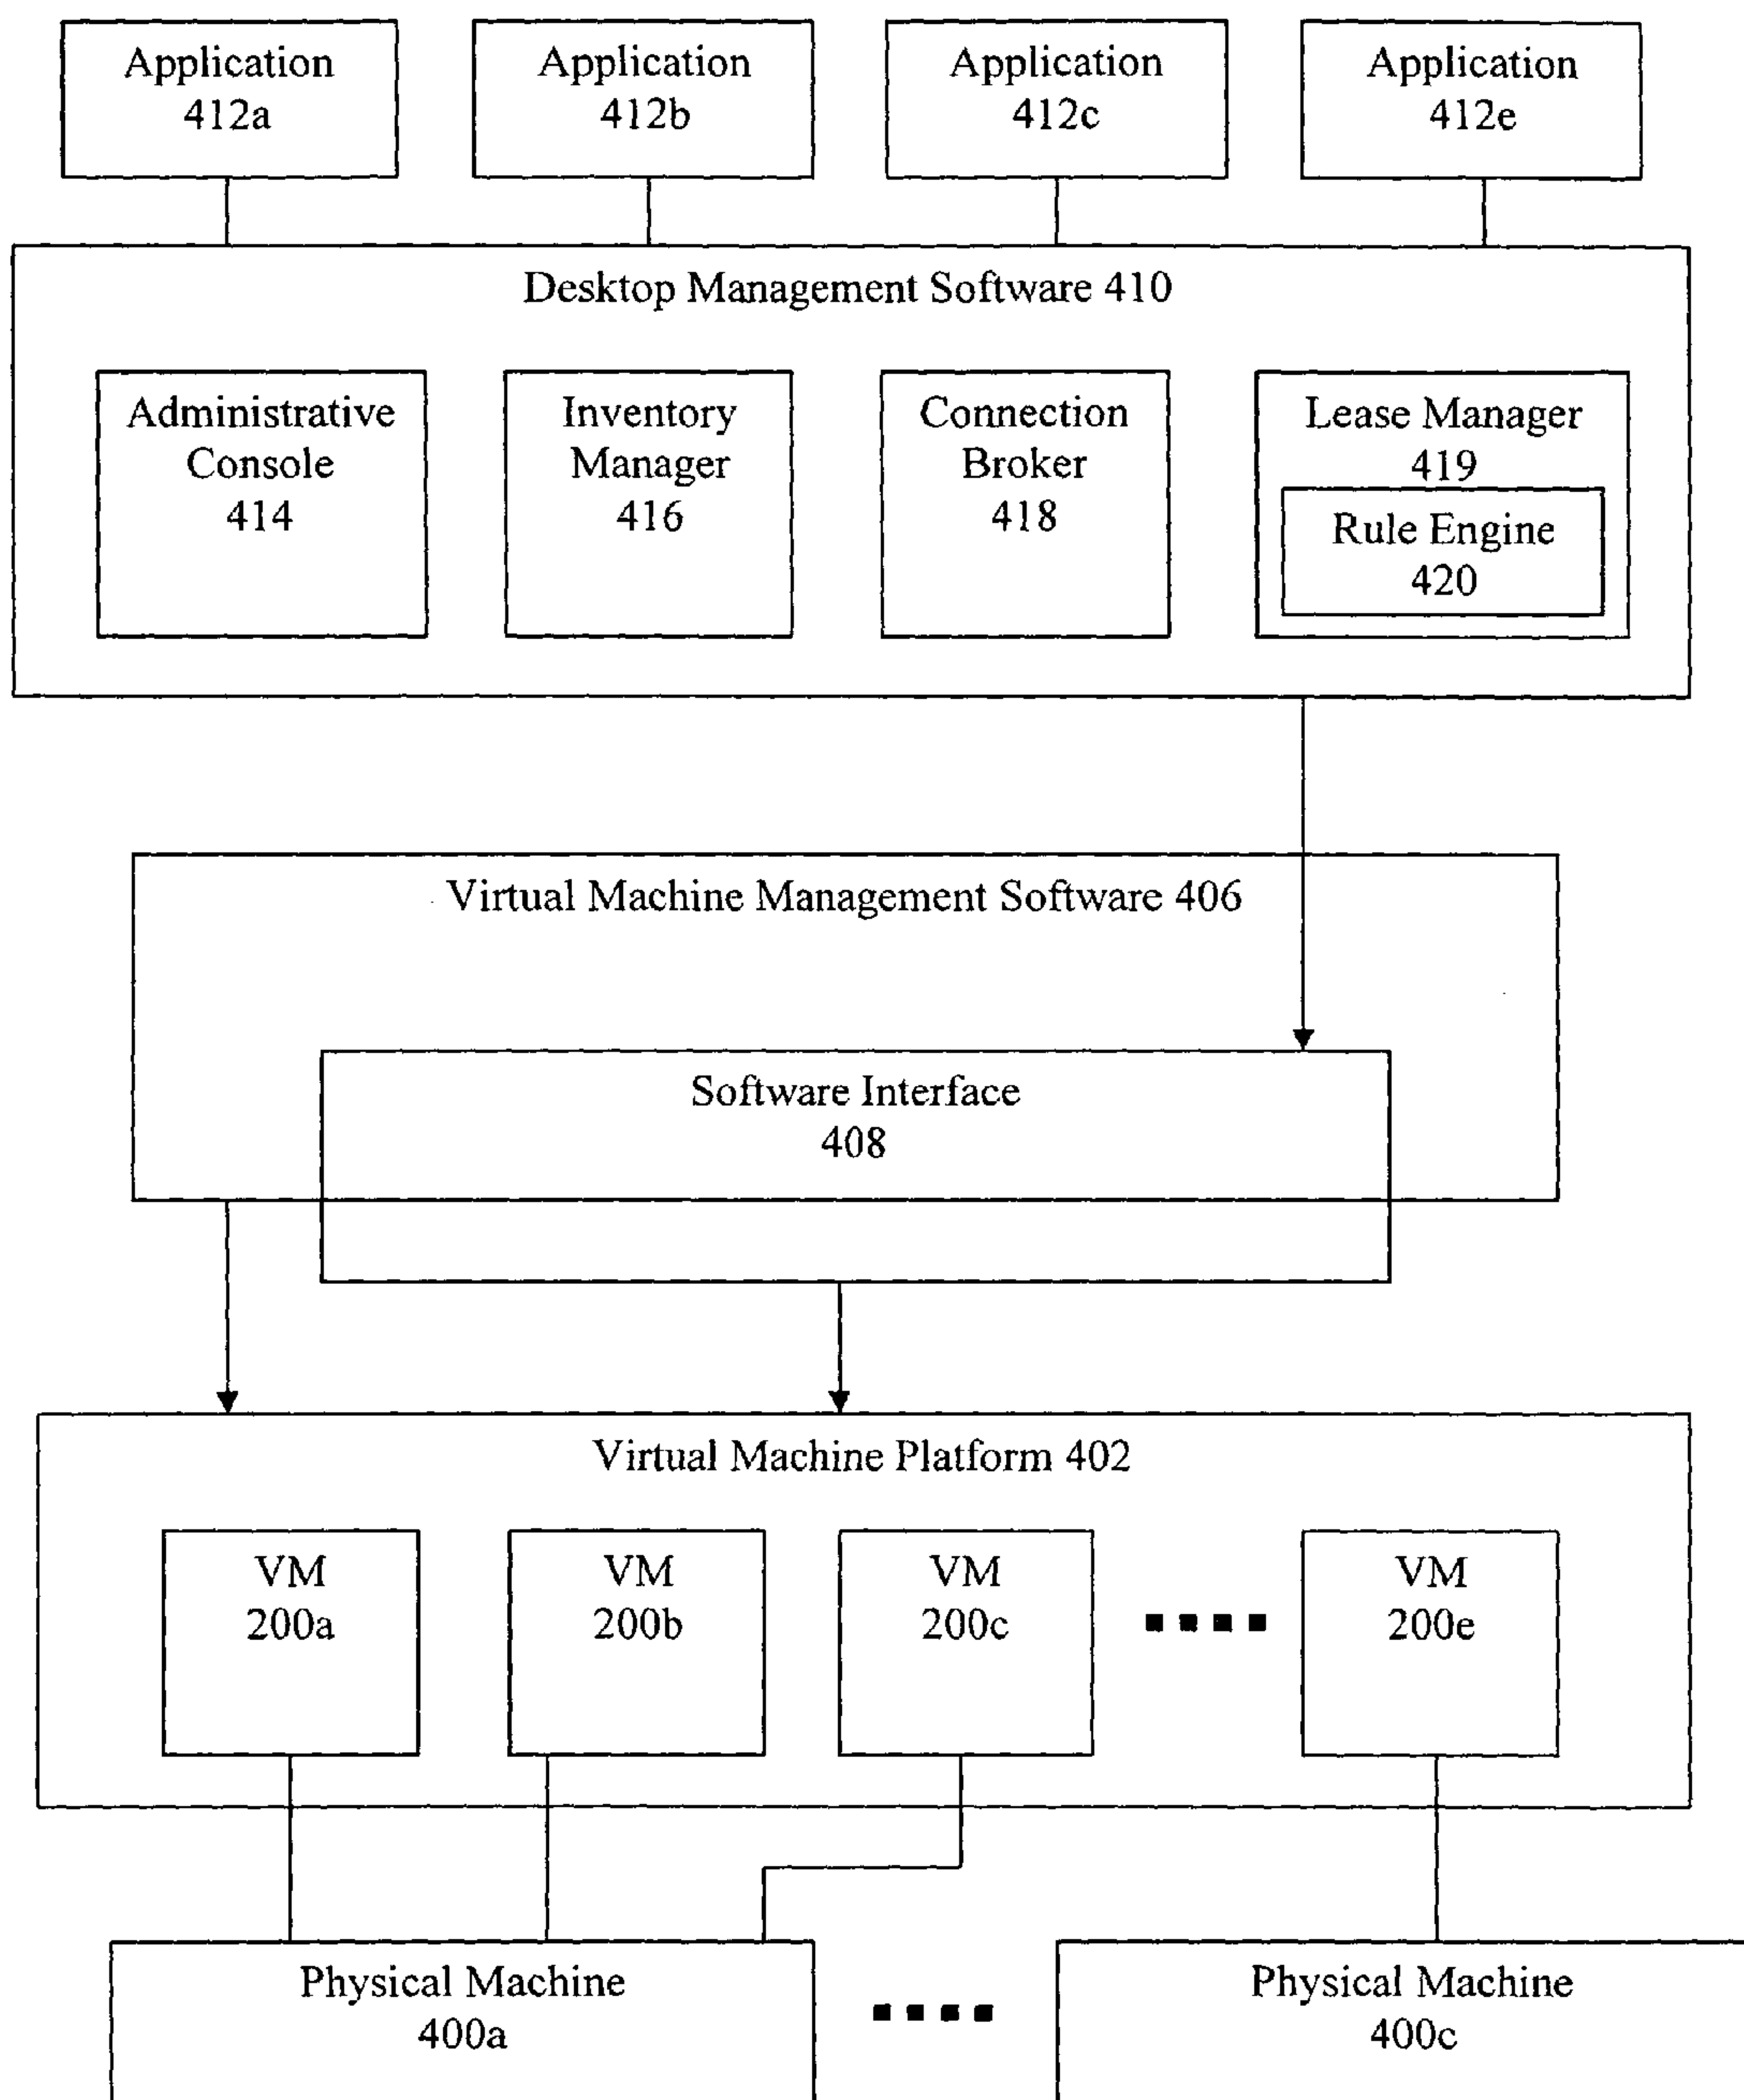 Application
412a
Application
412b
Application
412c
Application
412e
Desktop Management Software 410
Administrative
Console
414
Inventory
Manager
416
Connection
Broker
418
Lease Manager
419
Rule Engine
420
Virtual Machine Management Software 406
Software Interface
408
Virtual Machine Platform 402
VM
200a
VM
200b
VM
200c
VM
200e
Physical Machine
400a
Physical Machine
400c